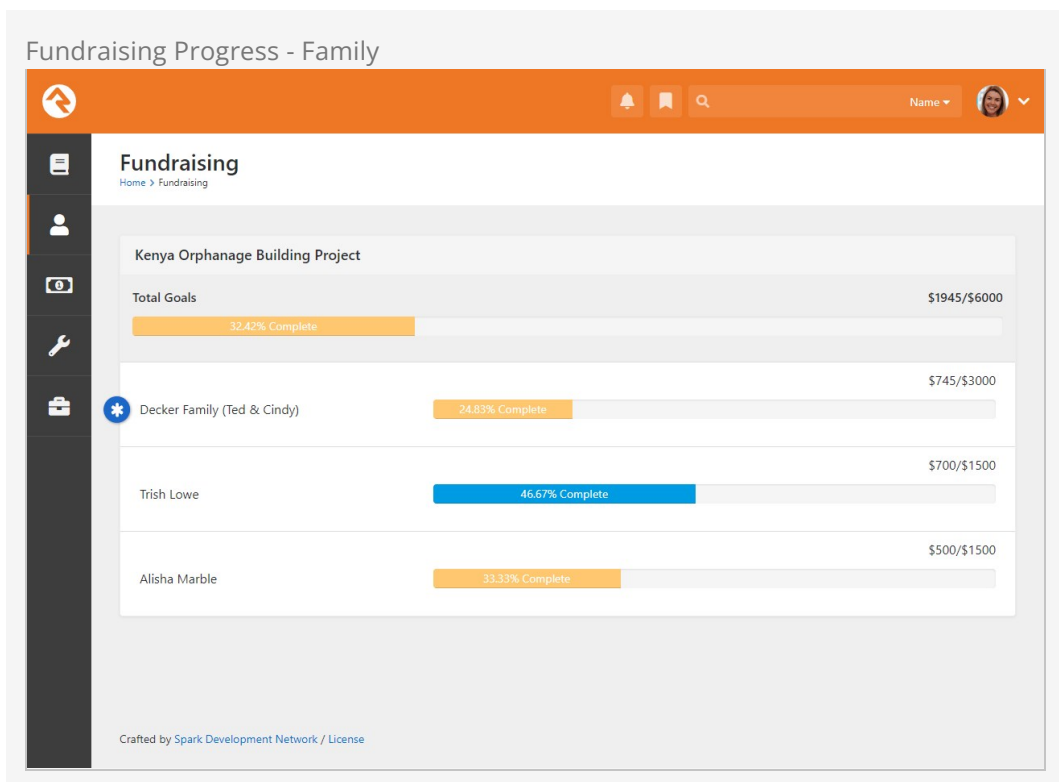 Fundraising Progress - Family
Name
Fundraising
Home > Fundraising
Kenya Orphanage Building Project
Total Goals
$1945/$6000
32.42% Complete
$745/$3000
Decker Family (Ted & Cindy)
24.83% Complete
$700/$1500
Trish Lowe
46.67% Complete
$500/$1500
Alisha Marble
33.33% Complete
Crafted by Spark Development Network / License